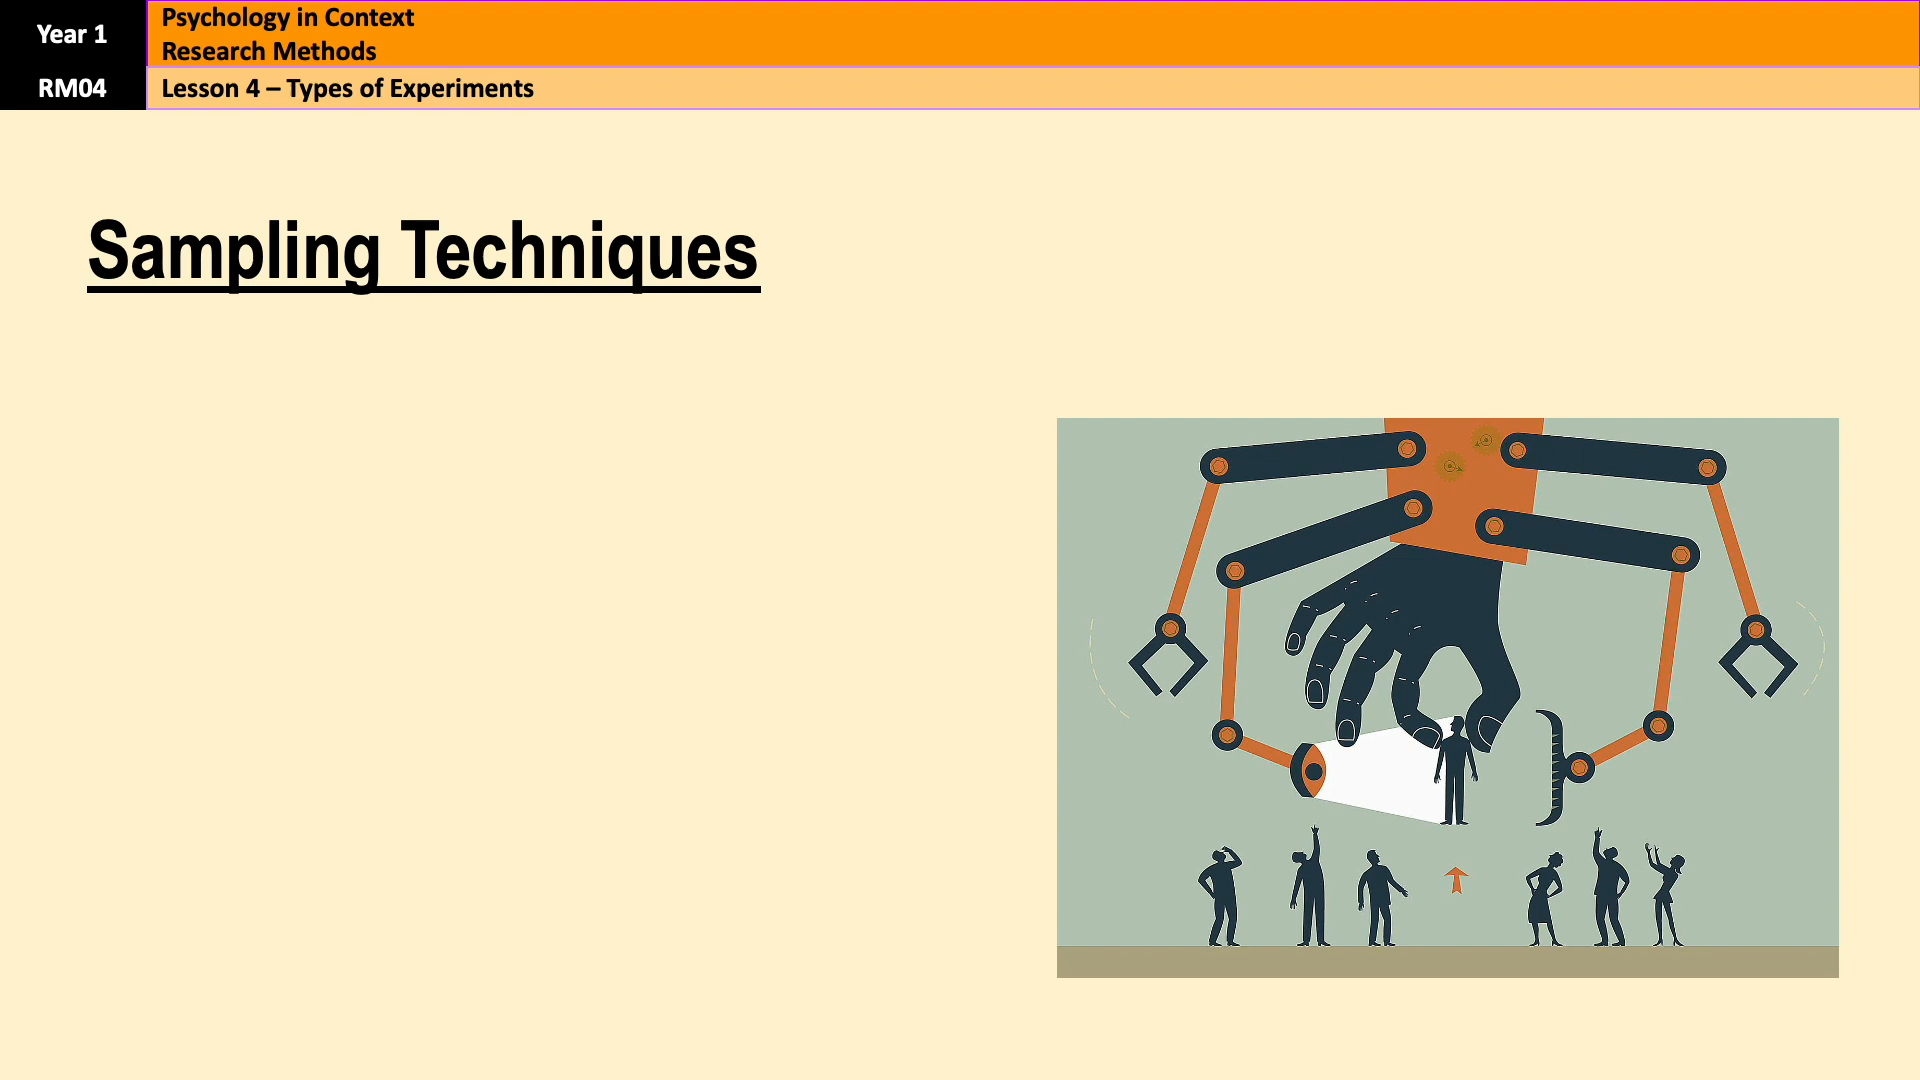 Year 1
Psychology in Context
Research Methods
RM04
Lesson 4 – Types of Experiments
Sampling Techniques